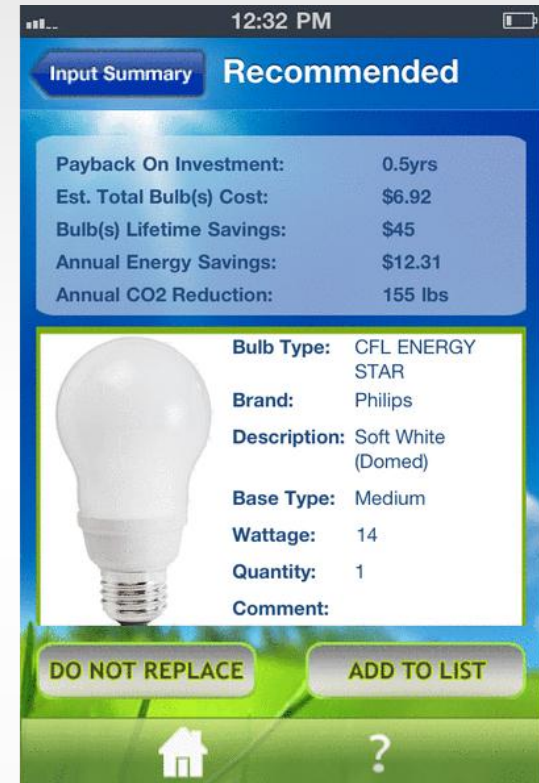 12:32 PM
Input Summary
Recommended
Payback On Investment: 0.5yrs
Est. Total Bulb(s) Cost: $6.92
Bulb(s) Lifetime Savings: $45
Annual Energy Savings: $12.31
Annual CO2 Reduction: 155 lbs
Bulb Type: CFL ENERGY
STAR
Brand: Philips
Description: Soft White
(Domed)
Base Type: Medium
Wattage: 14
Quantity: 1
Comment:
DO NOT REPLACE
ADD TO LIST
?